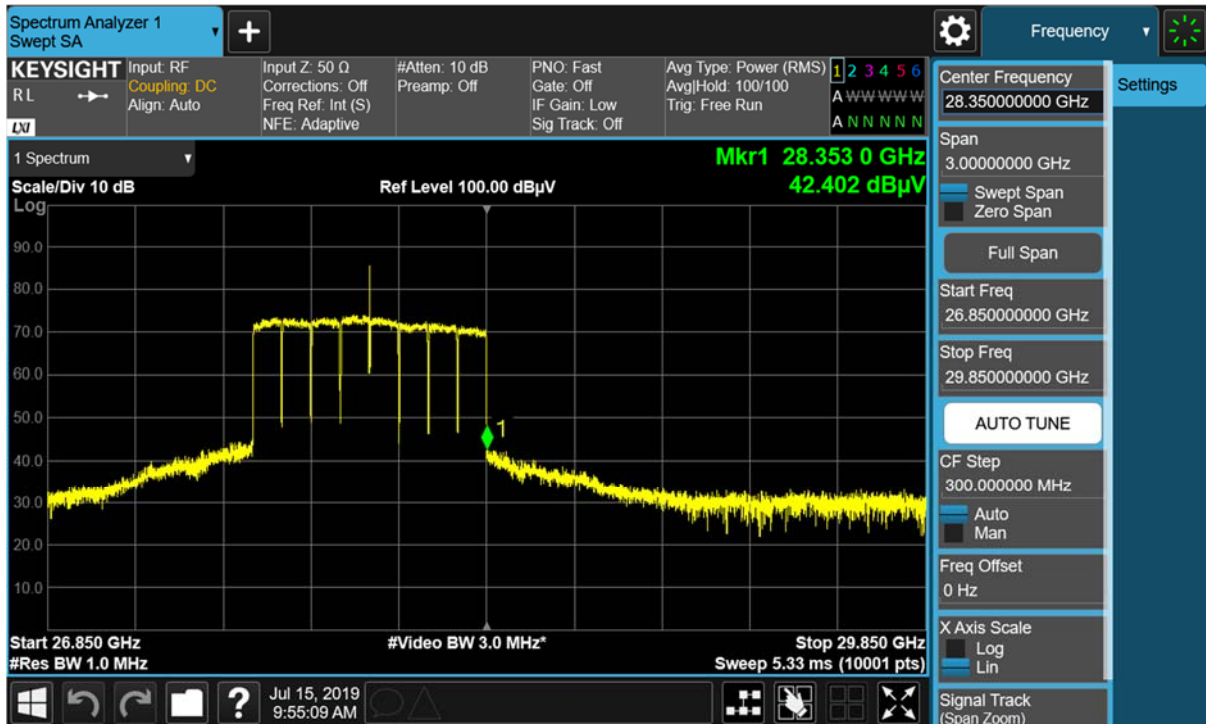 Spectrum Analyzer 1
Swept SA
Frequency
KEYSIGHT
R L
LXI
Input: RF
Coupling: DC
Align: Auto
Input Z: 50 Ω
Corrections: Off
Freq Ref: Int (S)
NFE: Adaptive
#Atten: 10 dB
Preamp: Off
PNO: Fast
Gate: Off
IF Gain: Low
Sig Track: Off
Avg Type: Power (RMS)
Avg|Hold: 100/100
Trig: Free Run
1 2 3 4 5 6
A W W W W W
A N N N N N
1 Spectrum
Scale/Div 10 dB
Ref Level 100.00 dBµV
Mkr1 28.353 0 GHz
42.402 dBµV
Log
90.0
80.0
70.0
60.0
50.0
40.0
30.0
20.0
10.0
1
Start 26.850 GHz
#Video BW 3.0 MHz*
Stop 29.850 GHz
#Res BW 1.0 MHz
Sweep 5.33 ms (10001 pts)
?
Jul 15, 2019
9:55:09 AM
Center Frequency
28.350000000 GHz
Settings
Span
3.00000000 GHz
Swept Span
Zero Span
Full Span
Start Freq
26.850000000 GHz
Stop Freq
29.850000000 GHz
AUTO TUNE
CF Step
300.000000 MHz
Auto
Man
Freq Offset
0 Hz
X Axis Scale
Log
Lin
Signal Track
(Span Zoom)